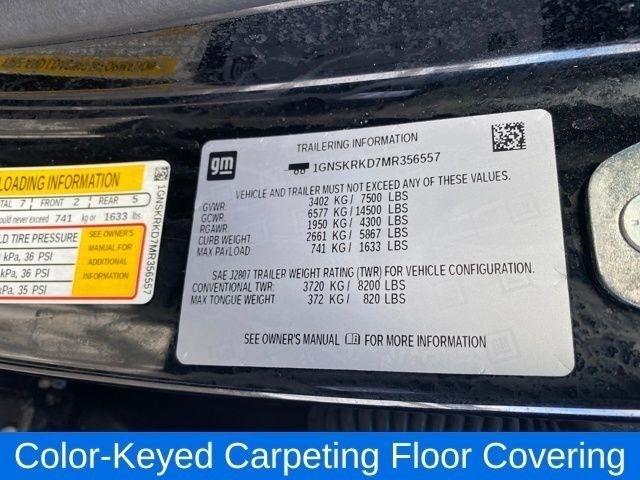 LOADING INFORMATION
TOTAL 7 FRONT 2 REAR 5
should never exceed 741 kg or 1633 lbs.
COLD TIRE PRESSURE
kPa, 36 PSI
kPa, 36 PSI
kPa, 35 PSI
SEE OWNER'S
MANUAL FOR
ADDITIONAL
INFORMATION
1GNSKRKD7MR356557
gm
TRAILERING INFORMATION
1GNSKRKD7MR356557
VEHICLE AND TRAILER MUST NOT EXCEED ANY OF THESE VALUES.
GVWR: 3402 KG / 7500 LBS
GCWR: 6577 KG / 14500 LBS
RGAWR: 1950 KG / 4300 LBS
CURB WEIGHT: 2661 KG / 5867 LBS
MAX PAYLOAD: 741 KG / 1633 LBS
SAE J2807 TRAILER WEIGHT RATING (TWR) FOR VEHICLE CONFIGURATION.
CONVENTIONAL TWR: 3720 KG / 8200 LBS
MAX TONGUE WEIGHT: 372 KG / 820 LBS
SEE OWNER'S MANUAL FOR MORE INFORMATION
Color-Keyed Carpeting Floor Covering